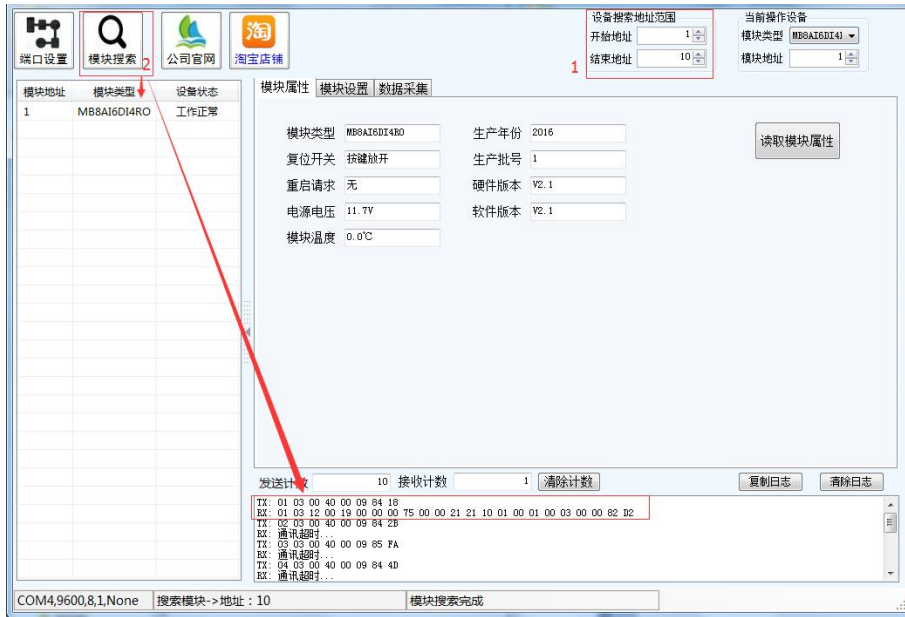 设备搜索地址范围
当前操作设备
开始地址 1
模块类型 MB8AI6DI4I
结束地址 10
模块地址 1
1
淘
端口设置
模块搜索
2
公司官网
淘宝店铺
模块地址 模块类型 设备状态
1 MB8AI6DI4RO 工作正常
模块属性 模块设置 数据采集
模块类型 MB8AI6DI4RO 生产年份 2016
读取模块属性
复位开关 按键放开 生产批号 1
重启请求 无 硬件版本 V2.1
电源电压 11.7V 软件版本 V2.1
模块温度 0.0℃
发送计数 10 接收计数 1 清除计数 复制日志 清除日志
TX: 01 03 00 40 00 09 84 18
RX: 01 03 12 00 19 00 00 00 75 00 00 21 21 10 01 00 01 00 03 00 00 82 D2
TX: 02 03 00 40 00 09 84 2B
RX: 通讯超时...
TX: 03 03 00 40 00 09 85 FA
RX: 通讯超时...
TX: 04 03 00 40 00 09 84 4D
RX: 通讯超时...
COM4,9600,8,1,None 搜索模块->地址：10 模块搜索完成